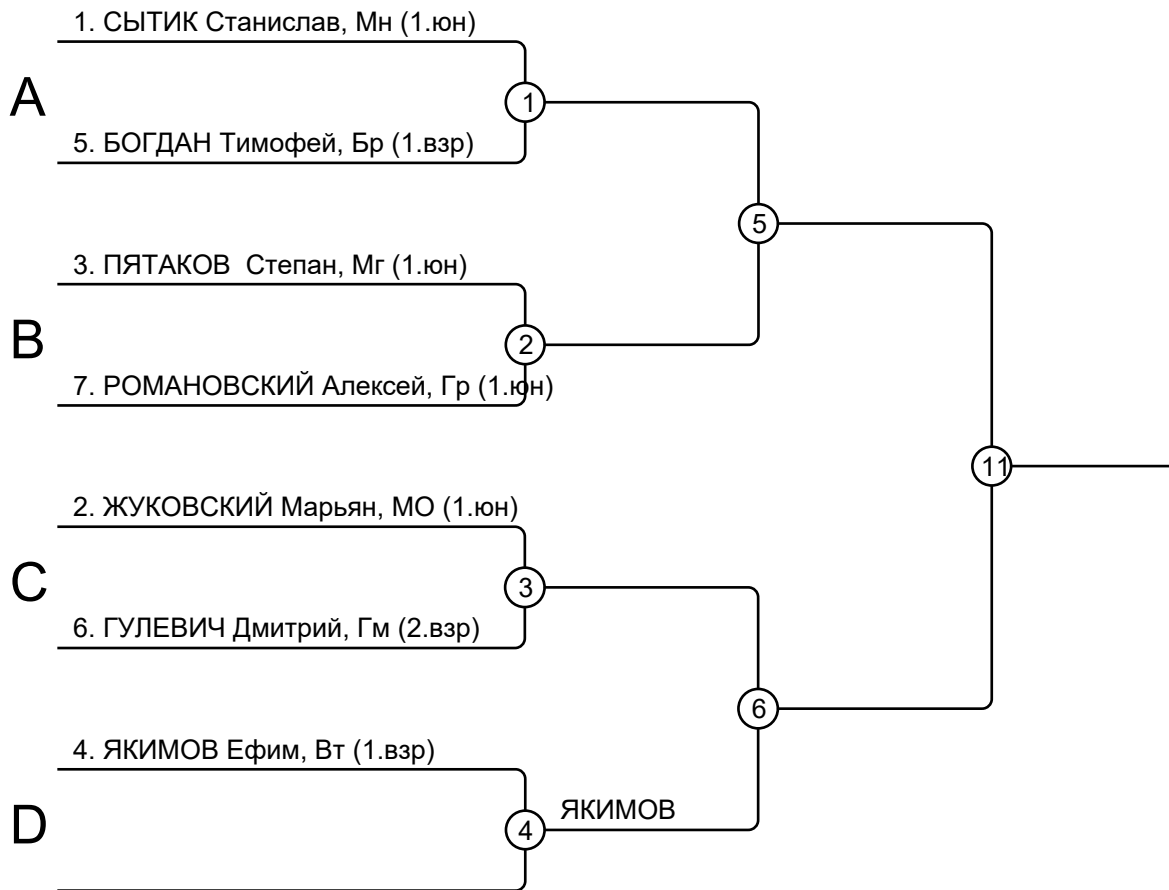 1. СЫТИК Станислав, Мн (1.юн)
A
1
5. БОГДАН Тимофей, Бр (1.взр)
5
3. ПЯТАКОВ  Степан, Мг (1.юн)
B
2
7. РОМАНОВСКИЙ Алексей, Гр (1.юн)
11
2. ЖУКОВСКИЙ Марьян, МО (1.юн)
C
3
6. ГУЛЕВИЧ Дмитрий, Гм (2.взр)
6
4. ЯКИМОВ Ефим, Вт (1.взр)
D
4
ЯКИМОВ